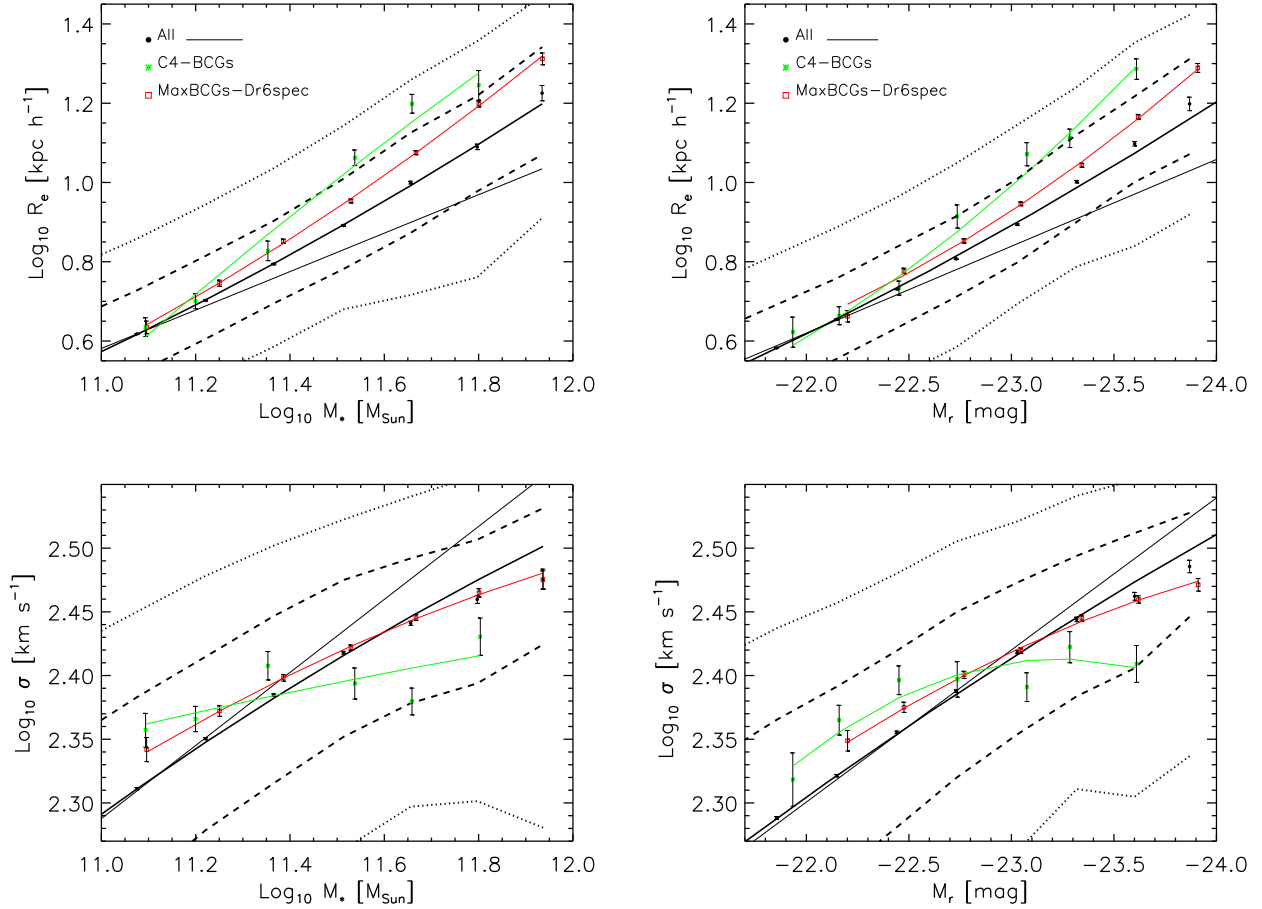 1.4
1.2
1.0
0.8
0.6
Log₁₀ Rₑ [kpc h⁻¹]
All
C4−BCGs
MaxBCGs−Dr6spec
11.0 11.2 11.4 11.6 11.8 12.0
Log₁₀ M* [M_Sun]
1.4
1.2
1.0
0.8
0.6
Log₁₀ Rₑ [kpc h⁻¹]
All
C4−BCGs
MaxBCGs−Dr6spec
−22.0 −22.5 −23.0 −23.5 −24.0
M_r [mag]
2.50
2.45
2.40
2.35
2.30
Log₁₀ σ [km s⁻¹]
11.0 11.2 11.4 11.6 11.8 12.0
Log₁₀ M* [M_Sun]
2.50
2.45
2.40
2.35
2.30
Log₁₀ σ [km s⁻¹]
−22.0 −22.5 −23.0 −23.5 −24.0
M_r [mag]